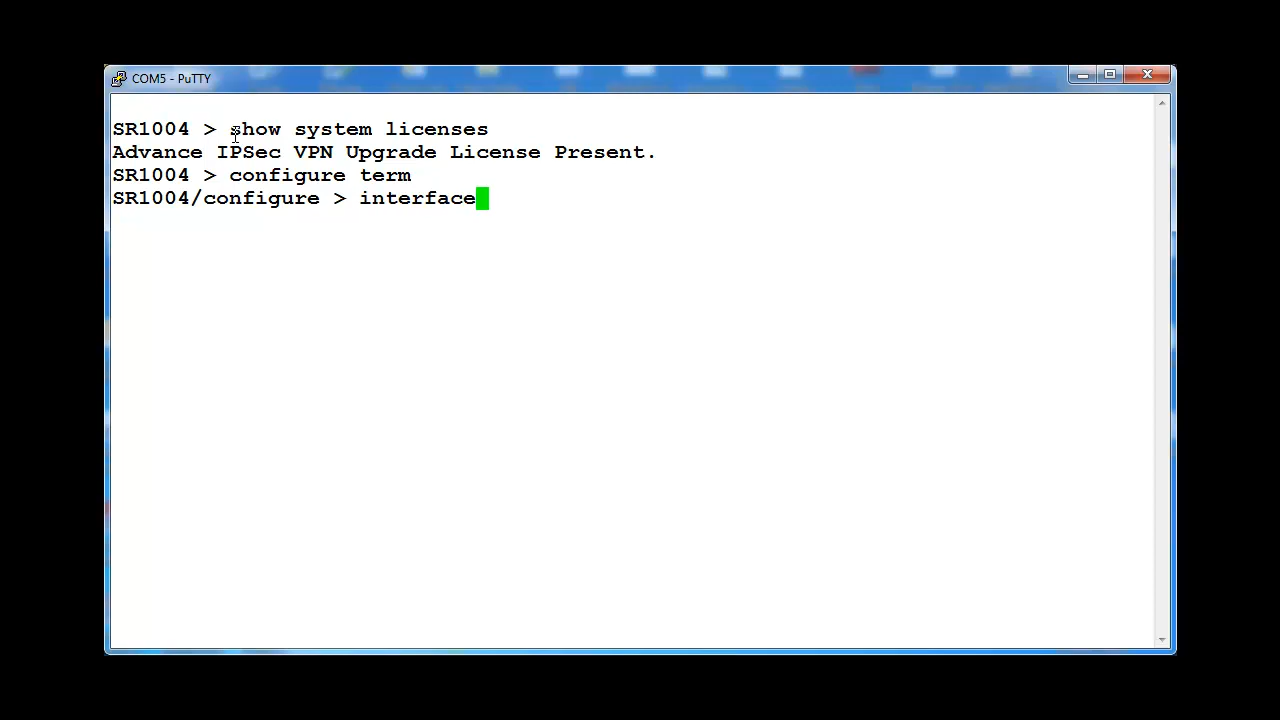 COM5 - PuTTY
SR1004 > show system licenses
Advance IPSec VPN Upgrade License Present.
SR1004 > configure term
SR1004/configure > interface